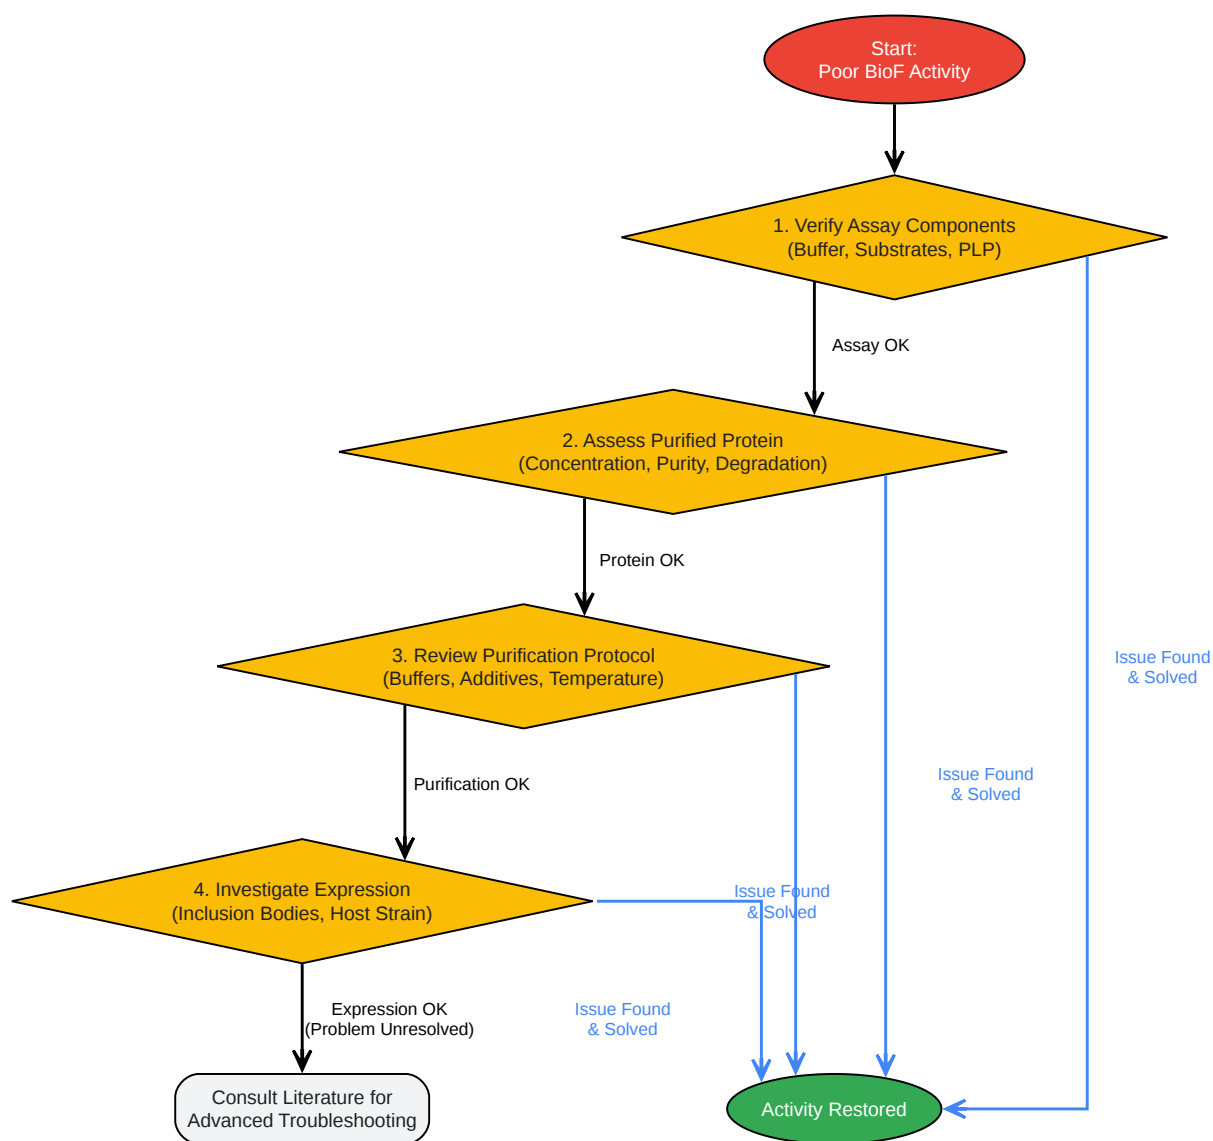 Start:
Poor BioF Activity
1. Verify Assay Components
(Buffer, Substrates, PLP)
Assay OK
2. Assess Purified Protein
(Concentration, Purity, Degradation)
Protein OK
3. Review Purification Protocol
(Buffers, Additives, Temperature)
Issue Found
& Solved
Issue Found
& Solved
Purification OK
4. Investigate Expression
(Inclusion Bodies, Host Strain)
Issue Found
& Solved
Expression OK
(Problem Unresolved)
Issue Found
& Solved
Consult Literature for
Advanced Troubleshooting
Activity Restored